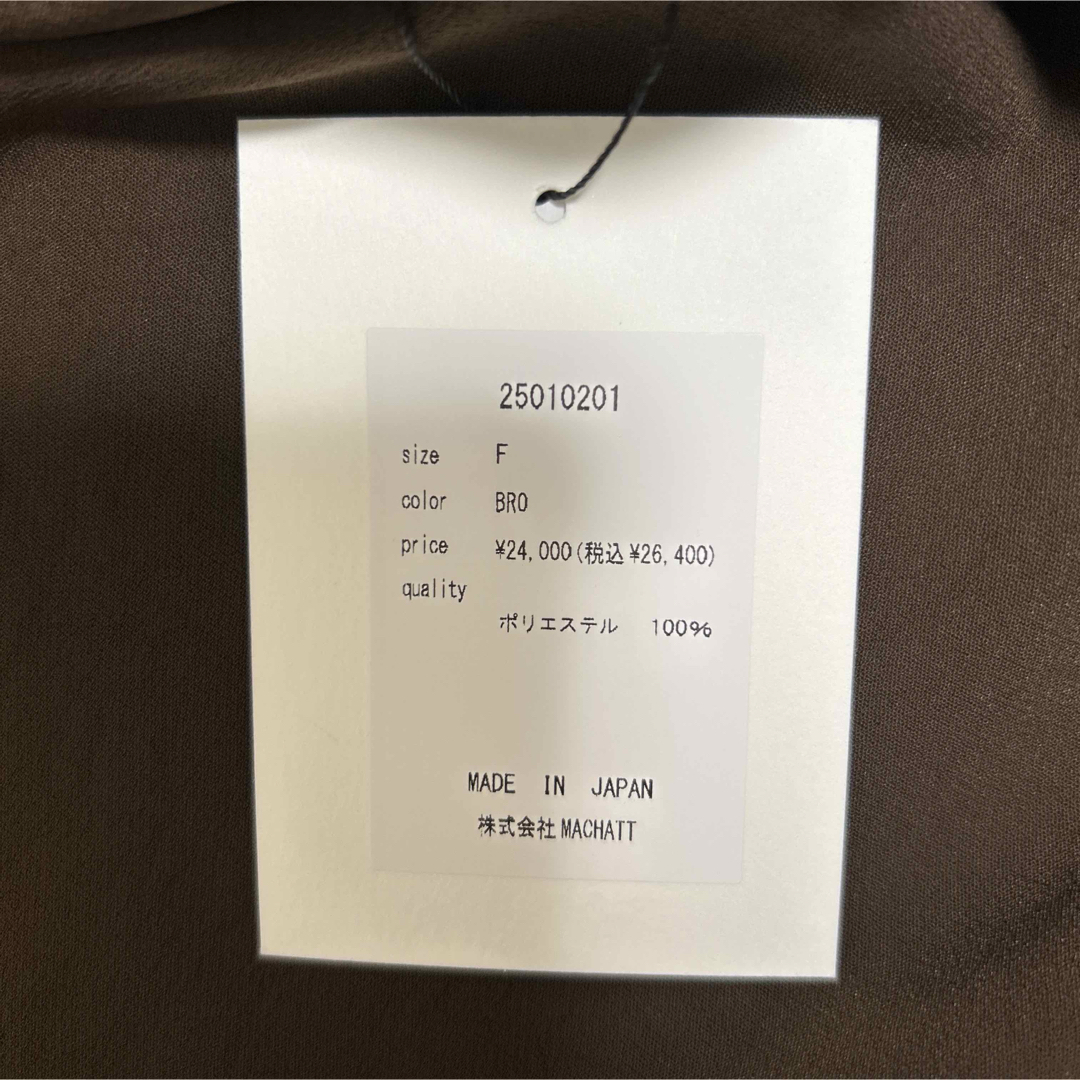 25010201
size F
color BRO
price ¥24,000(税込¥26,400)
quality
ポリエステル 100%
MADE IN JAPAN
株式会社MACHATT